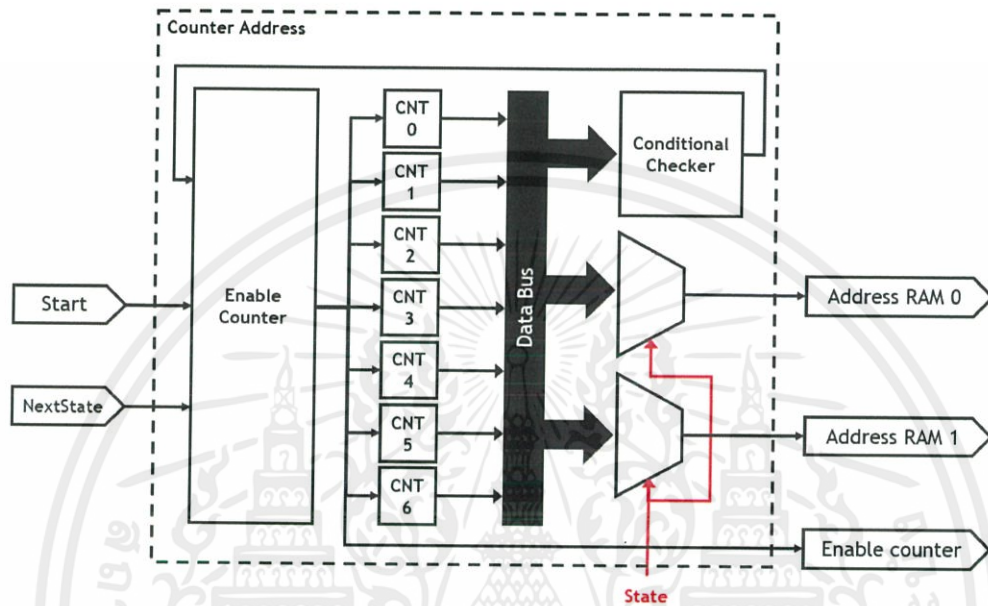 Counter Address
CNT
0
CNT
1
CNT
2
CNT
3
CNT
4
CNT
5
CNT
6
Enable
Counter
Data Bus
Conditional
Checker
Start
NextState
Address RAM 0
Address RAM 1
Enable counter
State